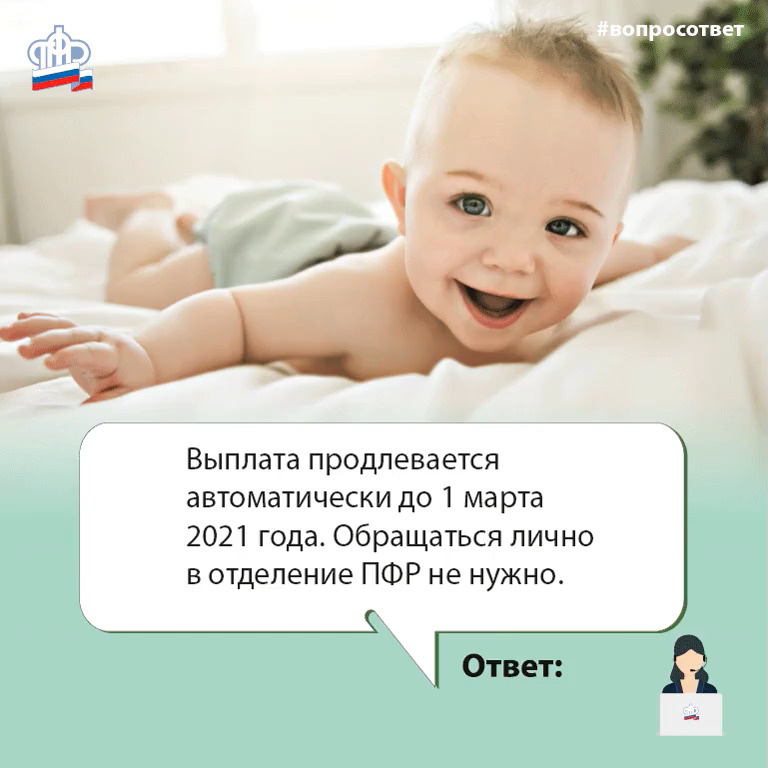 #вопросответ
Выплата продлевается
автоматически до 1 марта
2021 года. Обращаться лично
в отделение ПФР не нужно.
Ответ: